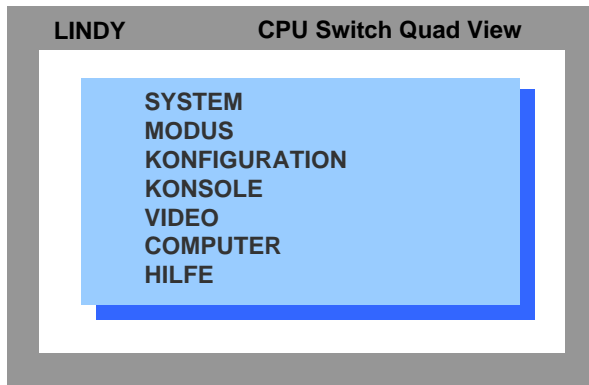 LINDY CPU Switch Quad View
SYSTEM
MODUS
KONFIGURATION
KONSOLE
VIDEO
COMPUTER
HILFE